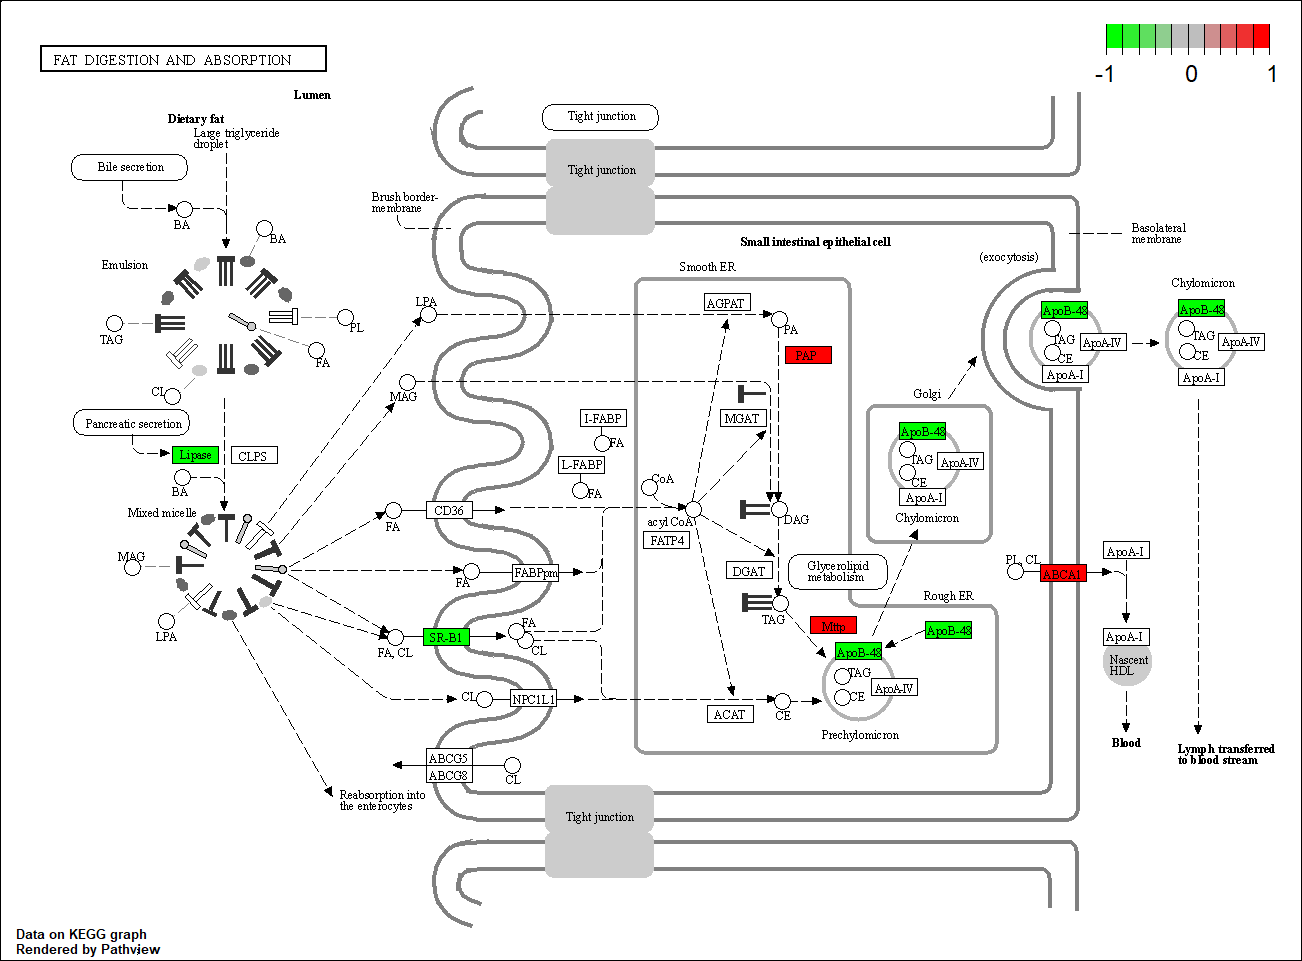 FAT DIGESTION AND ABSORPTION
-1 0 1
Lumen
Dietary fat
Large triglyceride
droplet
Bile secretion
BA
BA
Emulsion
TAG
PL
FA
CL
Pancreatic secretion
Lipase
CLPS
BA
Mixed micelle
MAG
LPA
Reabsorption into
the enterocytes
Tight junction
Tight junction
Brush border-
membrane
Small intestinal epithelial cell
Basolateral
membrane
(exocytosis)
Smooth ER
LPA
AGPAT
PA
PAP
MAG
MGAT
I-FABP
FA
L-FABP
FA
CoA
acyl CoA
FATP4
DAG
FA
CD36
FA
FABPpm
DGAT
Glycerolipid
metabolism
TAG
FA, CL
SR-B1
FA
CL
CL
NPC1L1
ACAT
CE
ABCG5
ABCG8
CL
Rough ER
Mttp
ApoB-48
ApoB-48
TAG
ApoA-IV
CE
Prechylomicron
Golgi
ApoB-48
TAG
ApoA-IV
CE
ApoA-I
Chylomicron
ApoB-48
TAG
ApoA-IV
CE
ApoA-I
Chylomicron
ApoB-48
TAG
ApoA-IV
CE
ApoA-I
PL, CL
ABCA1
ApoA-I
ApoA-I
Nascent
HDL
Blood
Lymph transferred
to blood stream
Tight junction
Data on KEGG graph
Rendered by Pathview